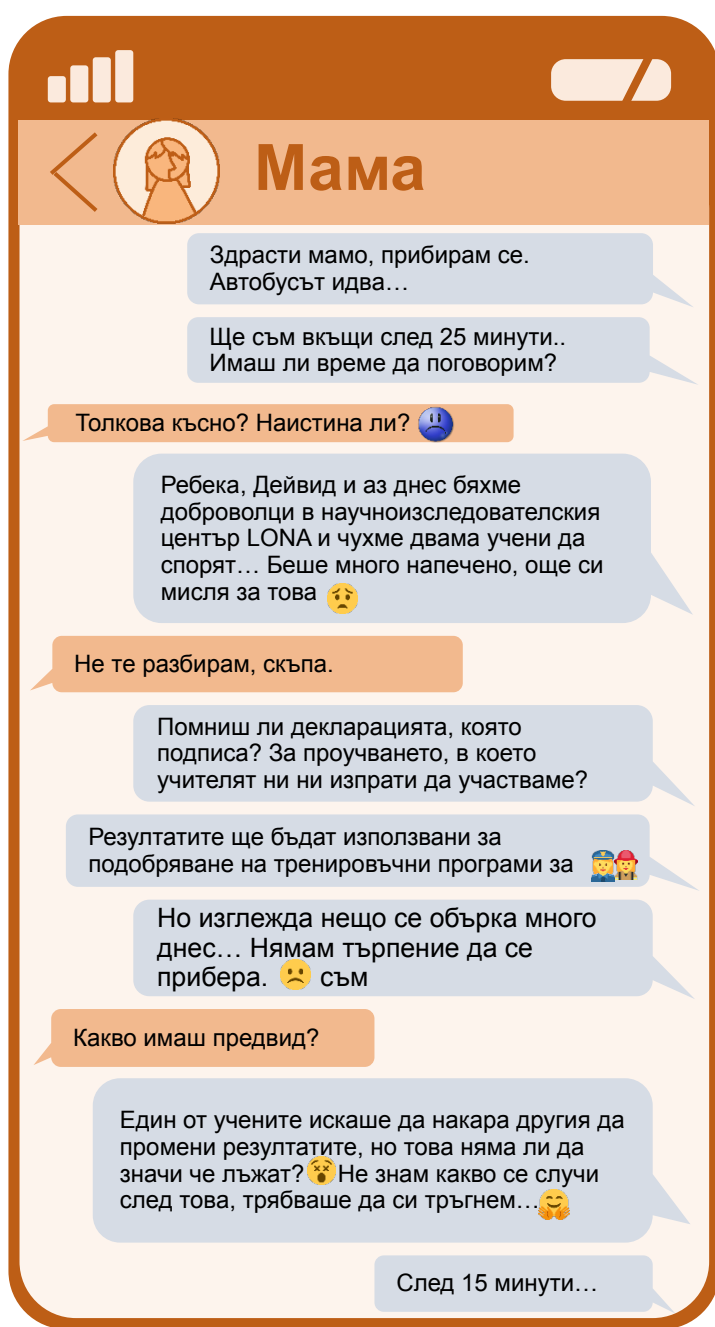 Мама
Здрасти мамо, прибирам се.
Автобусът идва…
Ще съм вкъщи след 25 минути..
Имаш ли време да поговорим?
Толкова късно? Наистина ли?
Ребека, Дейвид и аз днес бяхме
доброволци в научноизследователския
център LONA и чухме двама учени да
спорят… Беше много напечено, още си
мисля за това 😟
Не те разбирам, скъпа.
Помниш ли декларацията, която
подписа? За проучването, в което
учителят ни ни изпрати да участваме?
Резултатите ще бъдат използвани за
подобряване на тренировъчни програми за
Но изглежда нещо се обърка много
днес… Нямам търпение да се
прибера. 🙁 съм
Какво имаш предвид?
Един от учените искаше да накара другия да
промени резултатите, но това няма ли да
значи че лъжат?😵Не знам какво се случи
след това, трябваше да си тръгнем…🤗
След 15 минути…